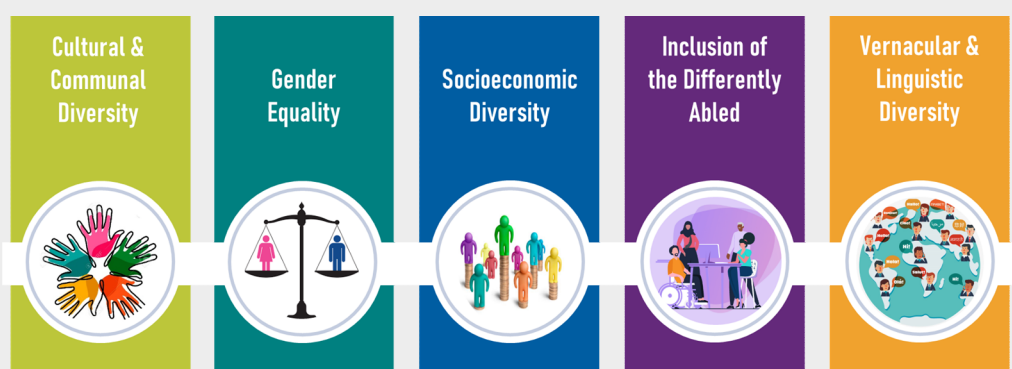 Cultural &
Communal
Diversity
Gender
Equality
Socioeconomic
Diversity
Inclusion of
the Differently
Abled
Vernacular &
Linguistic
Diversity